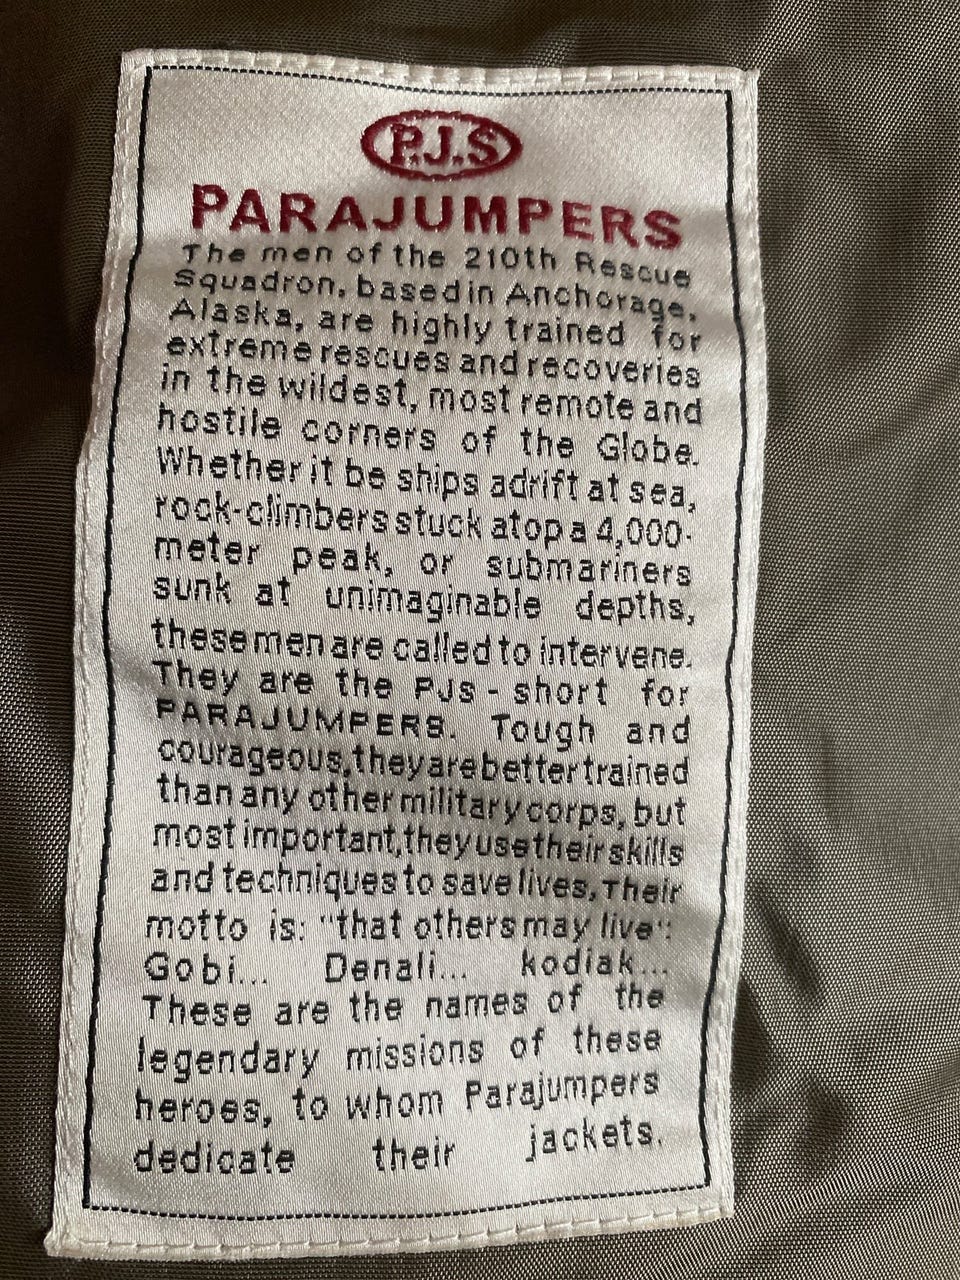 P.J.S
PARAJUMPERS
The men of the 210th Rescue
Squadron, based in Anchorage,
Alaska, are highly trained for
extreme rescues and recoveries
in the wildest, most remote and
hostile corners of the Globe.
Whether it be ships adrift at sea,
rock-climbers stuck atop a 4,000-
meter peak, or submariners
sunk at unimaginable depths,
these men are called to intervene.
They are the PJs - short for
PARAJUMPERS. Tough and
courageous, they are better trained
than any other military corps, but
most important, they use their skills
and techniques to save lives, Their
motto is: "that others may live":
Gobi... Denali... kodiak...
These are the names of the
legendary missions of these
heroes, to whom Parajumpers
dedicate their jackets.